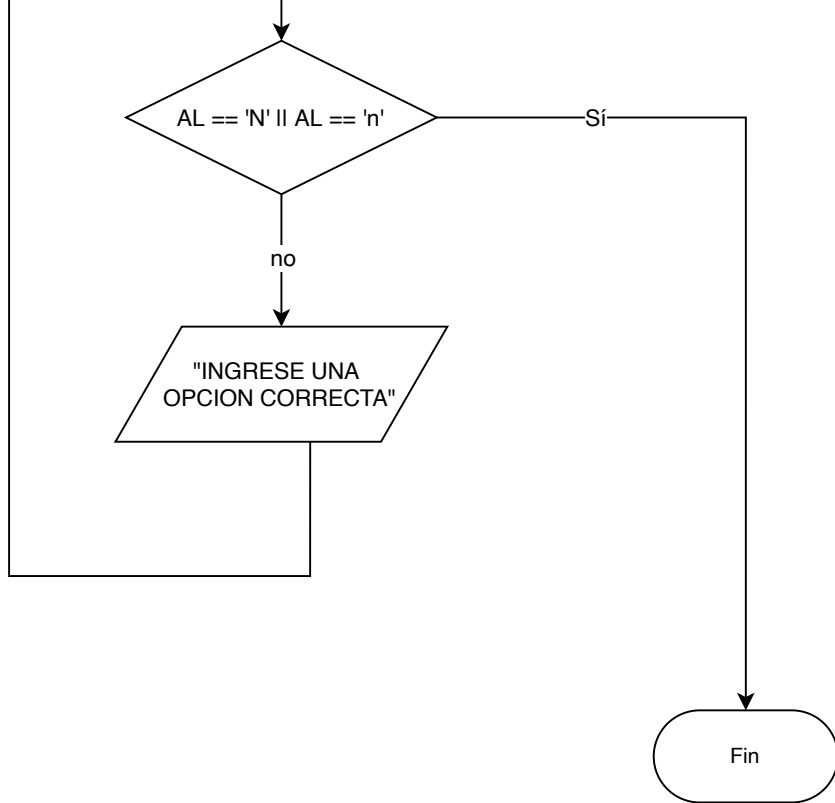 AL == 'N' || AL == 'n'
Sí
no
"INGRESE UNA
OPCION CORRECTA"
Fin